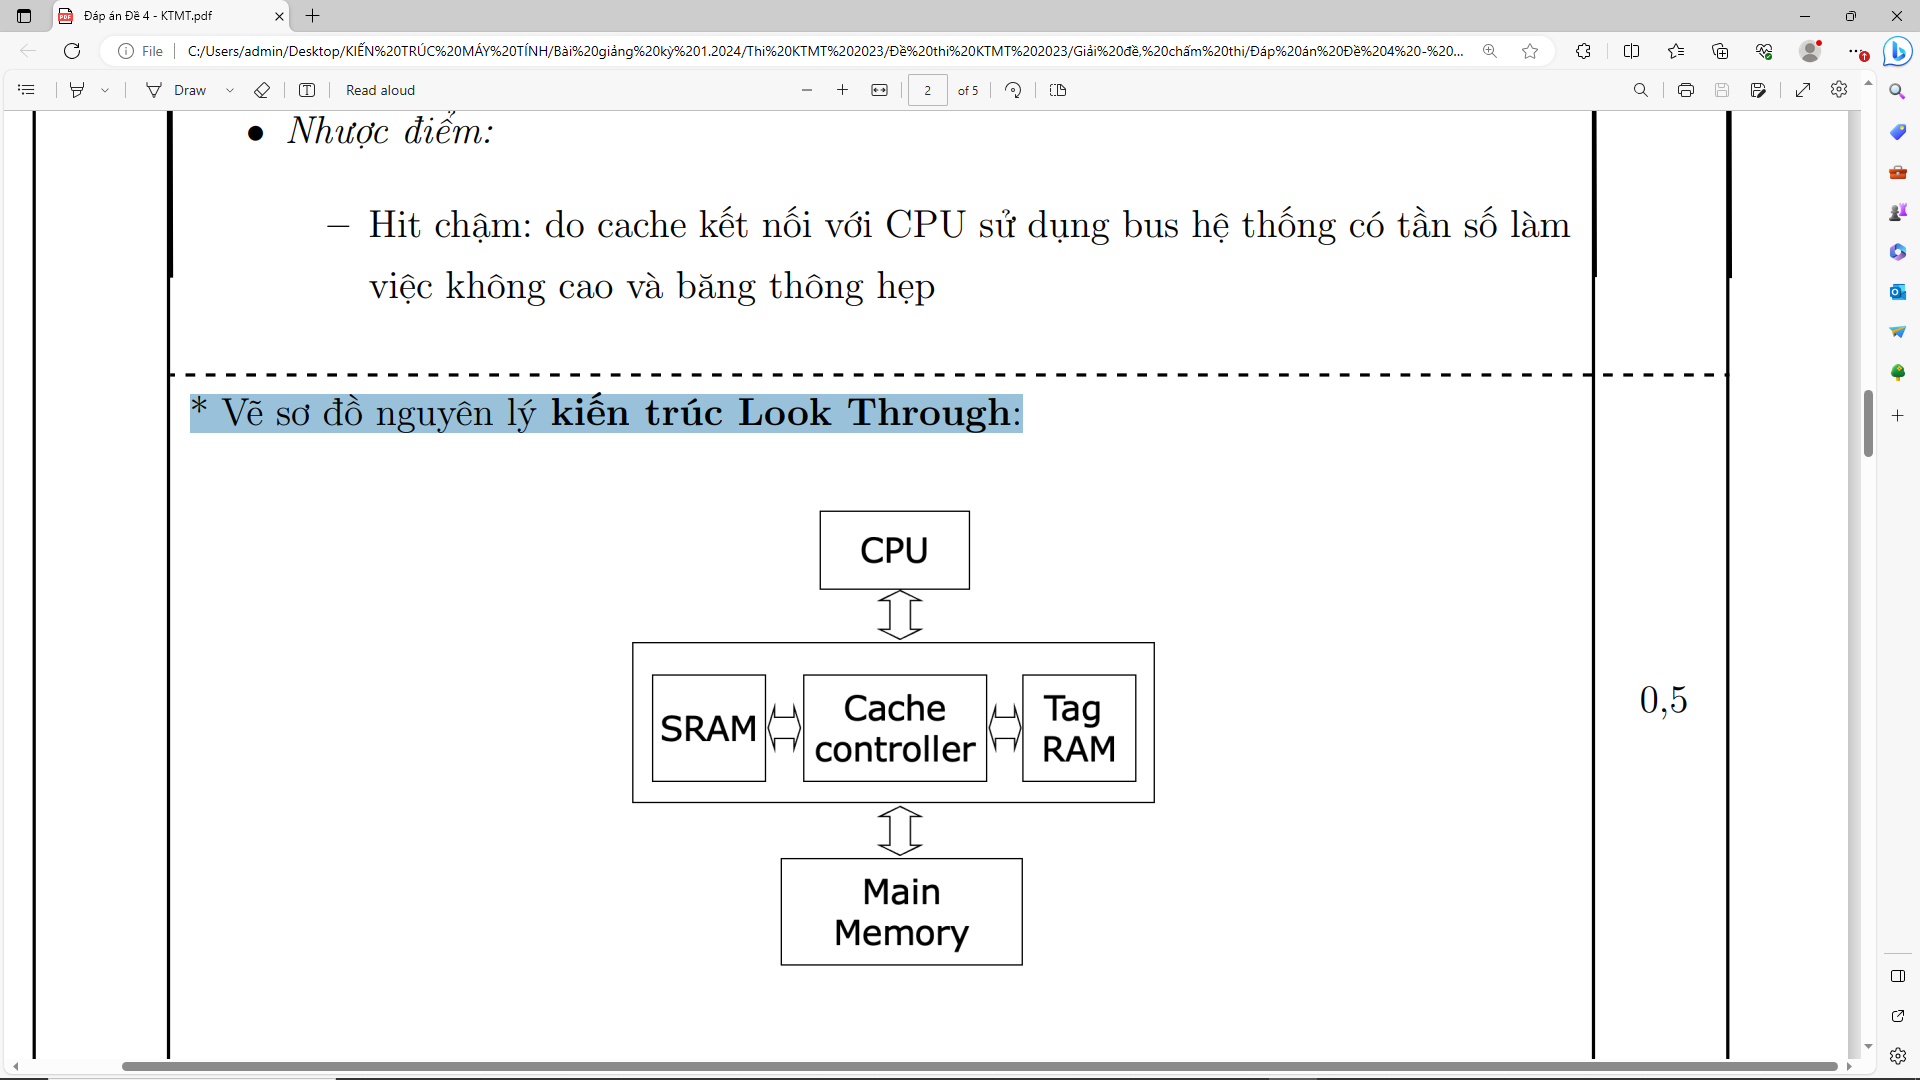 Đáp án Đề 4 - KTMT.pdf
File
C:/Users/admin/Desktop/KIẾN%20TRÚC%20MÁY%20TÍNH/Bài%20giảng%20kỳ%201.2024/Thi%20KTMT%202023/Đề%20thi%20KTMT%202023/Giải%20đề,%20chấm%20thi/Đáp%20án%20Đề%204%20-%20...
Draw
Read aloud
2
of 5
• Nhược điểm:
– Hit chậm: do cache kết nối với CPU sử dụng bus hệ thống có tần số làm
việc không cao và băng thông hẹp
* Vẽ sơ đồ nguyên lý kiến trúc Look Through:
CPU
SRAM
Cache
controller
Tag
RAM
0,5
Main
Memory